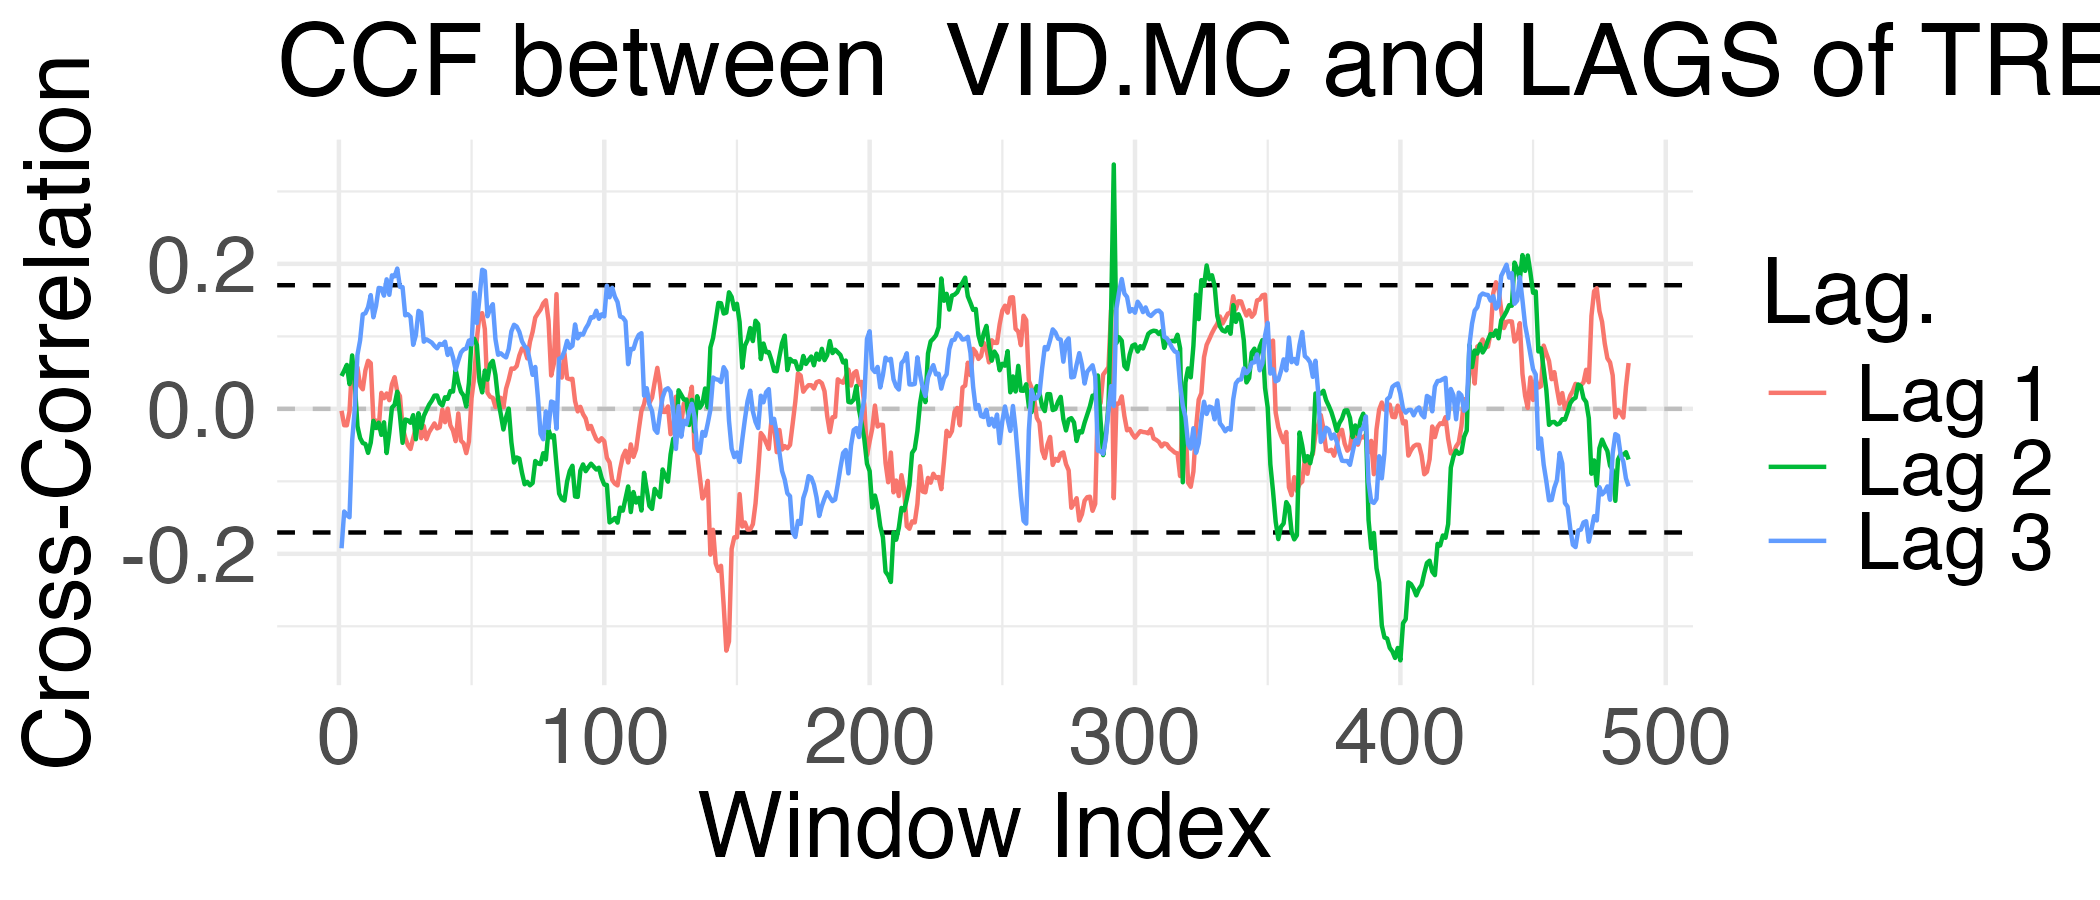 CCF between VID.MC and LAGS of TRE
Cross-Correlation
0.2
0.0
-0.2
0
100
200
300
400
500
Window Index
Lag.
Lag 1
Lag 2
Lag 3